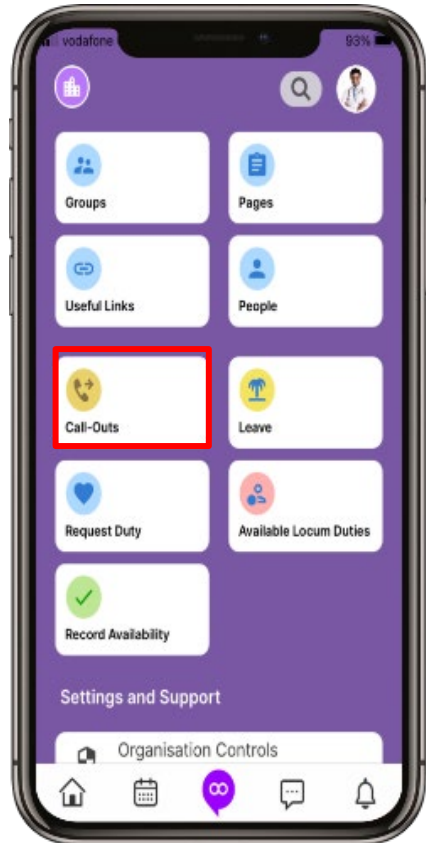 vodafone 93%
Groups Pages
Useful Links People
Call-Outs Leave
Request Duty Available Locum Duties
Record Availability
Settings and Support
Organisation Controls